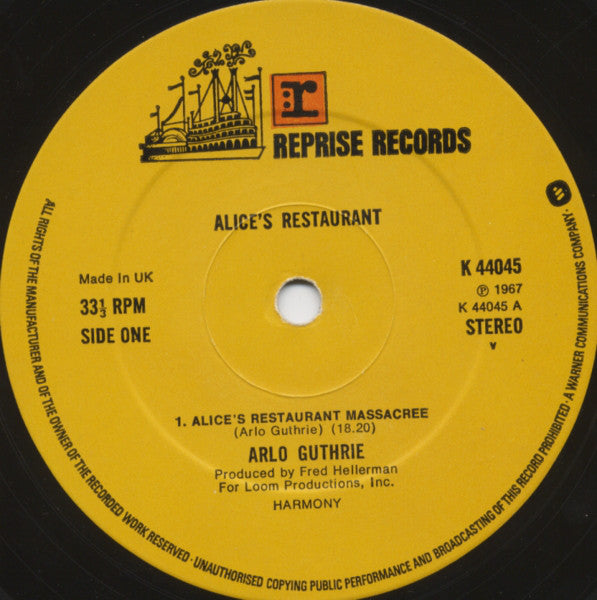 r
REPRISE RECORDS
ALICE'S RESTAURANT
Made In UK
33⅓ RPM
SIDE ONE
K 44045
℗ 1967
K 44045 A
STEREO
v
1. ALICE'S RESTAURANT MASSACREE
(Arlo Guthrie) (18.20)
ARLO GUTHRIE
Produced by Fred Hellerman
For Loom Productions, Inc.
HARMONY
ALL RIGHTS OF THE MANUFACTURER AND OF THE OWNER OF THE RECORDED WORK RESERVED · UNAUTHORISED COPYING PUBLIC PERFORMANCE AND BROADCASTING OF THIS RECORD PROHIBITED · A WARNER COMMUNICATIONS COMPANY ·